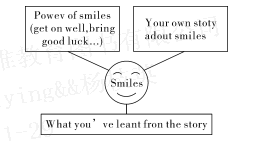 Powev of smiles
(get on well,bring
good luck...)
Your own stoty
adout smiles
Smiles
What you’ve leant fron the story
ying&&